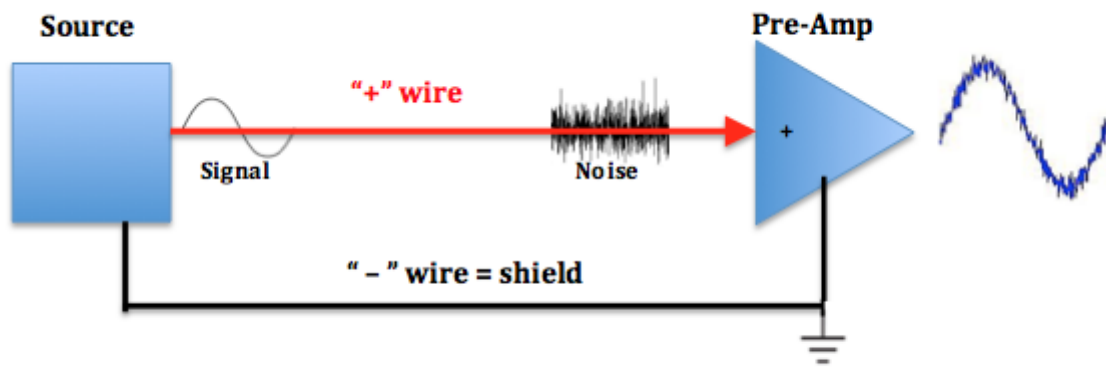 Source
Pre-Amp
“+” wire
+
Signal
Noise
“ – ” wire = shield